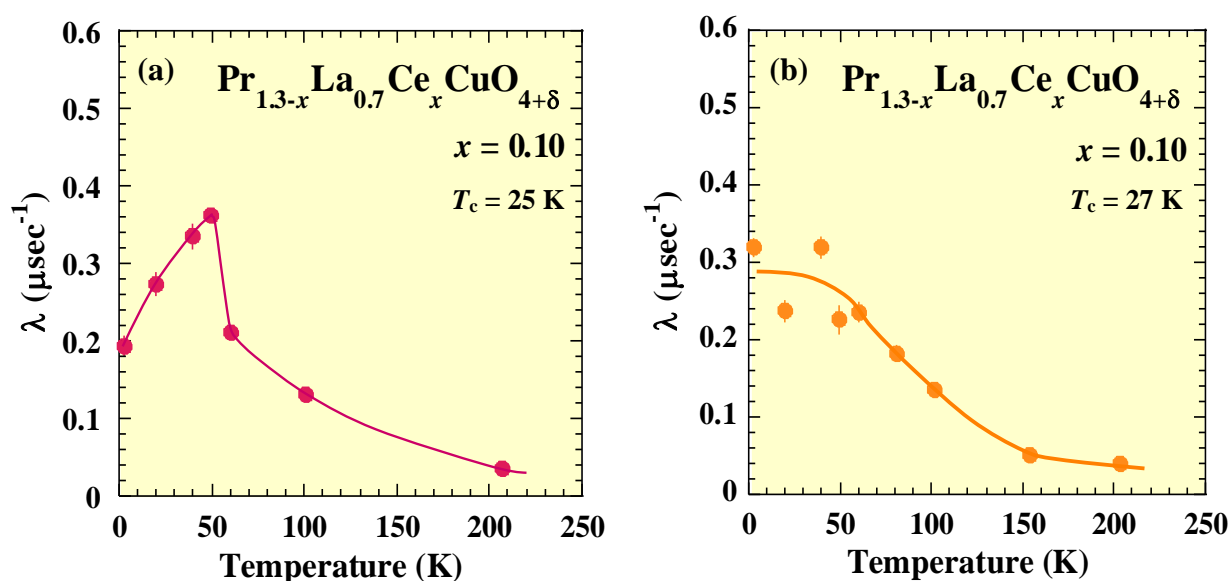 (a) Pr1.3-xLa0.7CexCuO4+δ
x = 0.10
Tc = 25 K
λ (μsec-1)
0.6
0.5
0.4
0.3
0.2
0.1
0
0 50 100 150 200 250
Temperature (K)
(b) Pr1.3-xLa0.7CexCuO4+δ
x = 0.10
Tc = 27 K
λ (μsec-1)
0.6
0.5
0.4
0.3
0.2
0.1
0
0 50 100 150 200 250
Temperature (K)